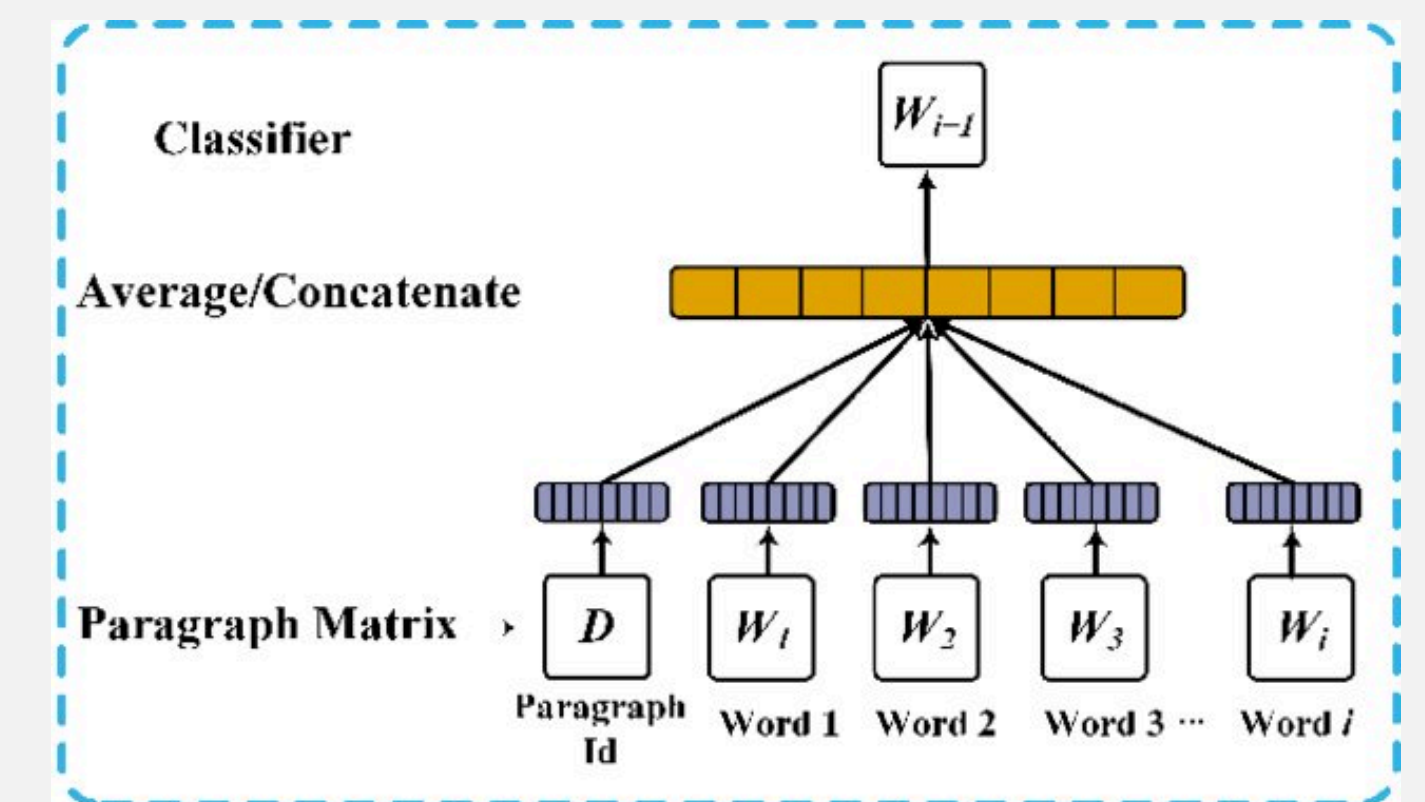 Classifier
W_{i-1}
Average/Concatenate
Paragraph Matrix
D
W_1
W_2
W_3
W_i
Paragraph
Id
Word 1
Word 2
Word 3 ...
Word i